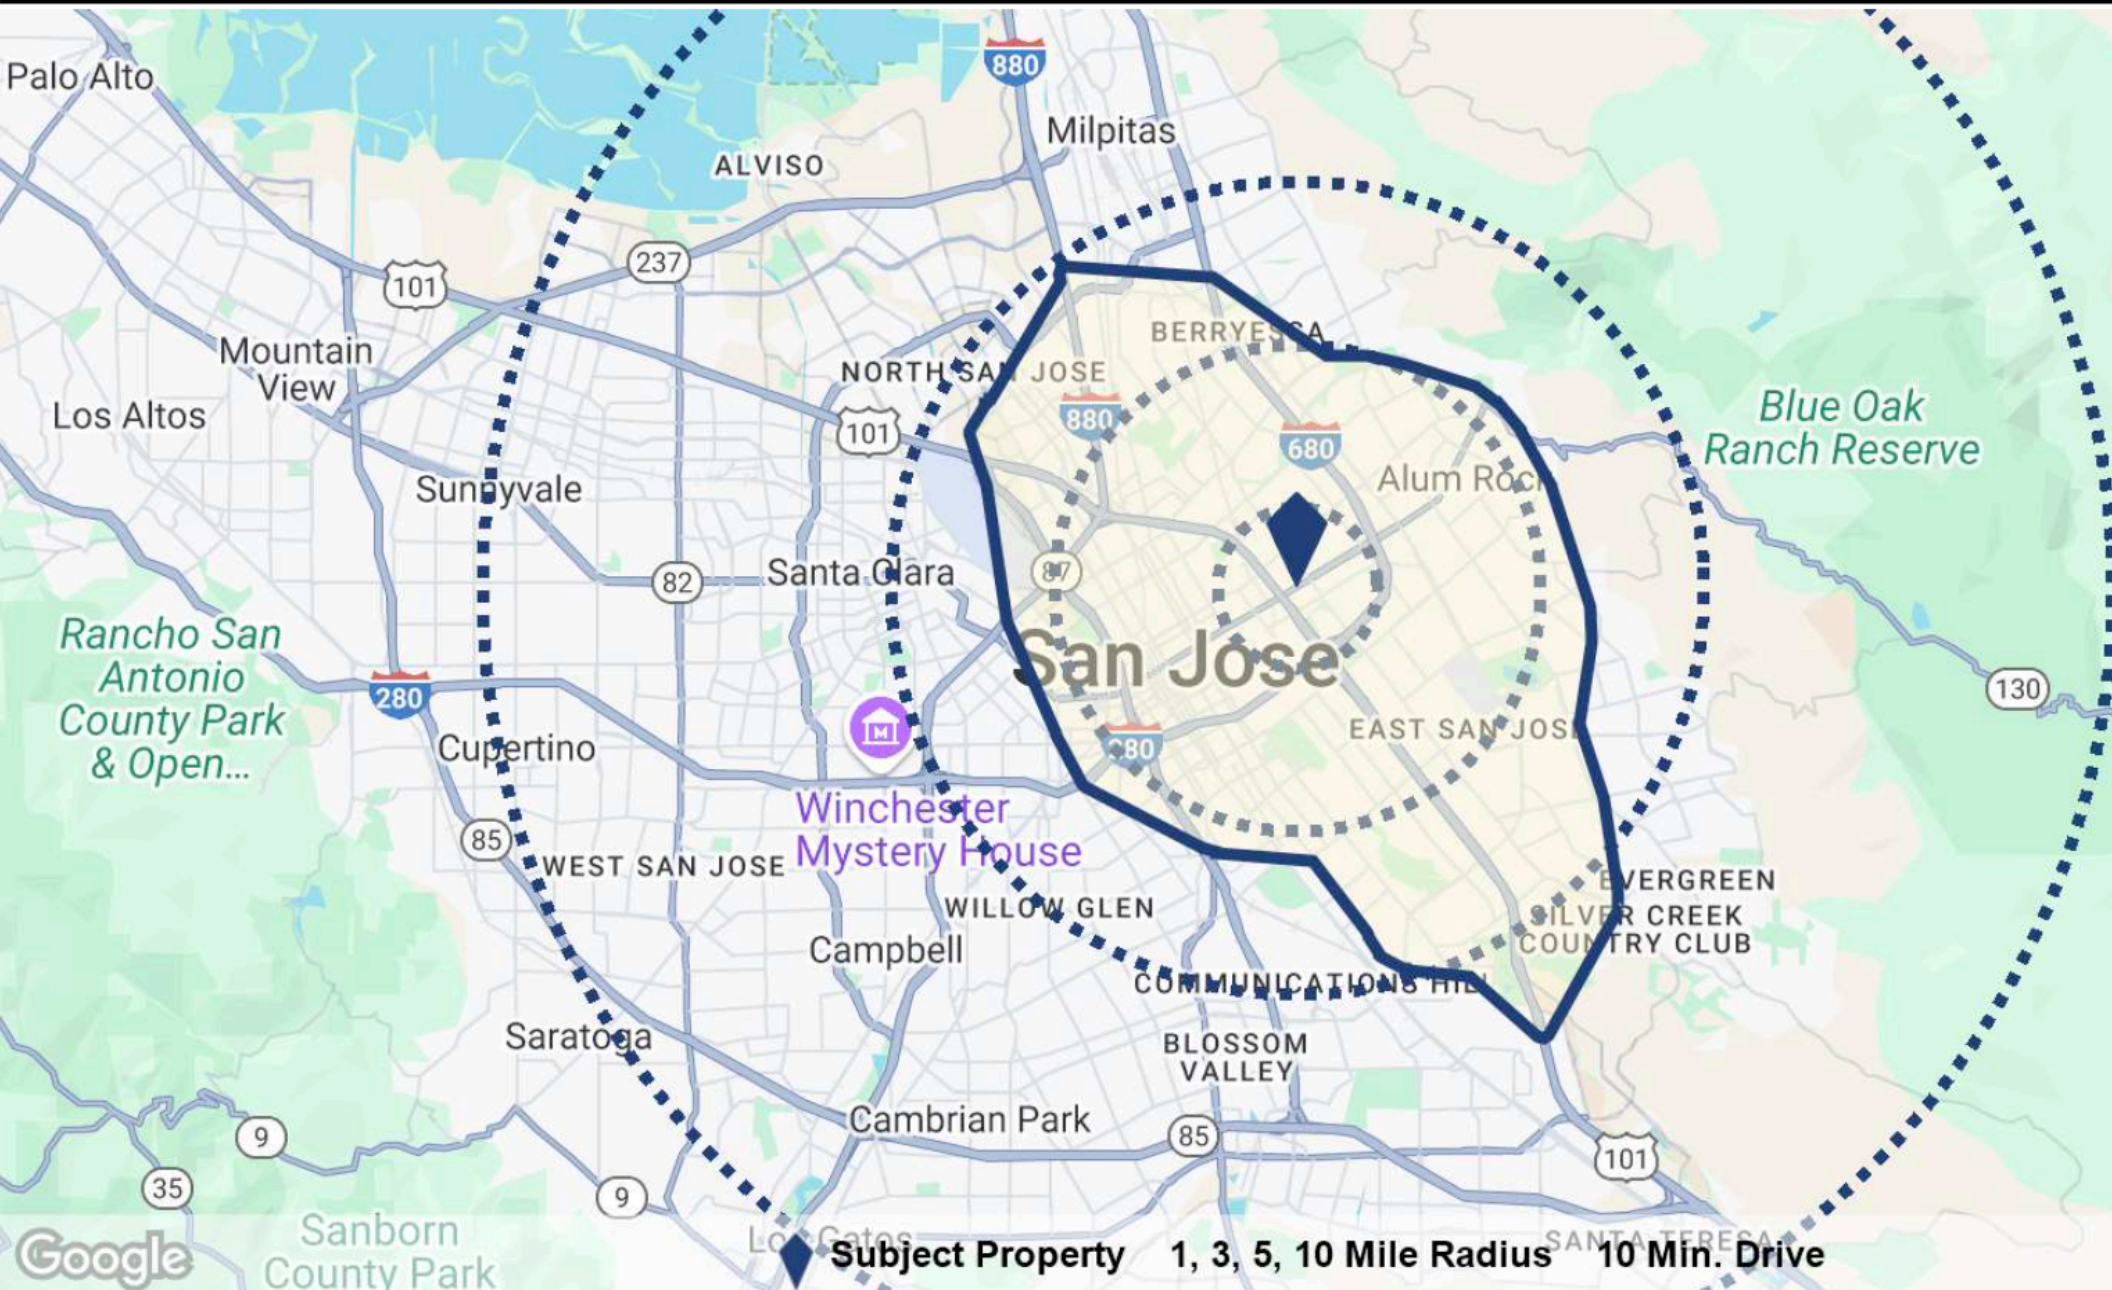 880
Palo Alto
Milpitas
ALVISO
237
101
BERRYESSA
Mountain
View
NORTH SAN JOSE
Los Altos
880
101
680
Blue Oak
Ranch Reserve
Alum Rock
Sunnyvale
87
Santa Clara
82
Rancho San
Antonio
County Park
& Open...
San Jose
280
130
EAST SAN JOSE
280
Cupertino
Winchester
Mystery House
85
WEST SAN JOSE
EVERGREEN
WILLOW GLEN
SILVER CREEK
COUNTRY CLUB
Campbell
COMMUNICATIONS HILL
Saratoga
BLOSSOM
VALLEY
Cambrian Park
85
9
101
35
9
Sanborn
County Park
Los Gatos
SANTA TERESA
Google
Subject Property 1, 3, 5, 10 Mile Radius 10 Min. Drive